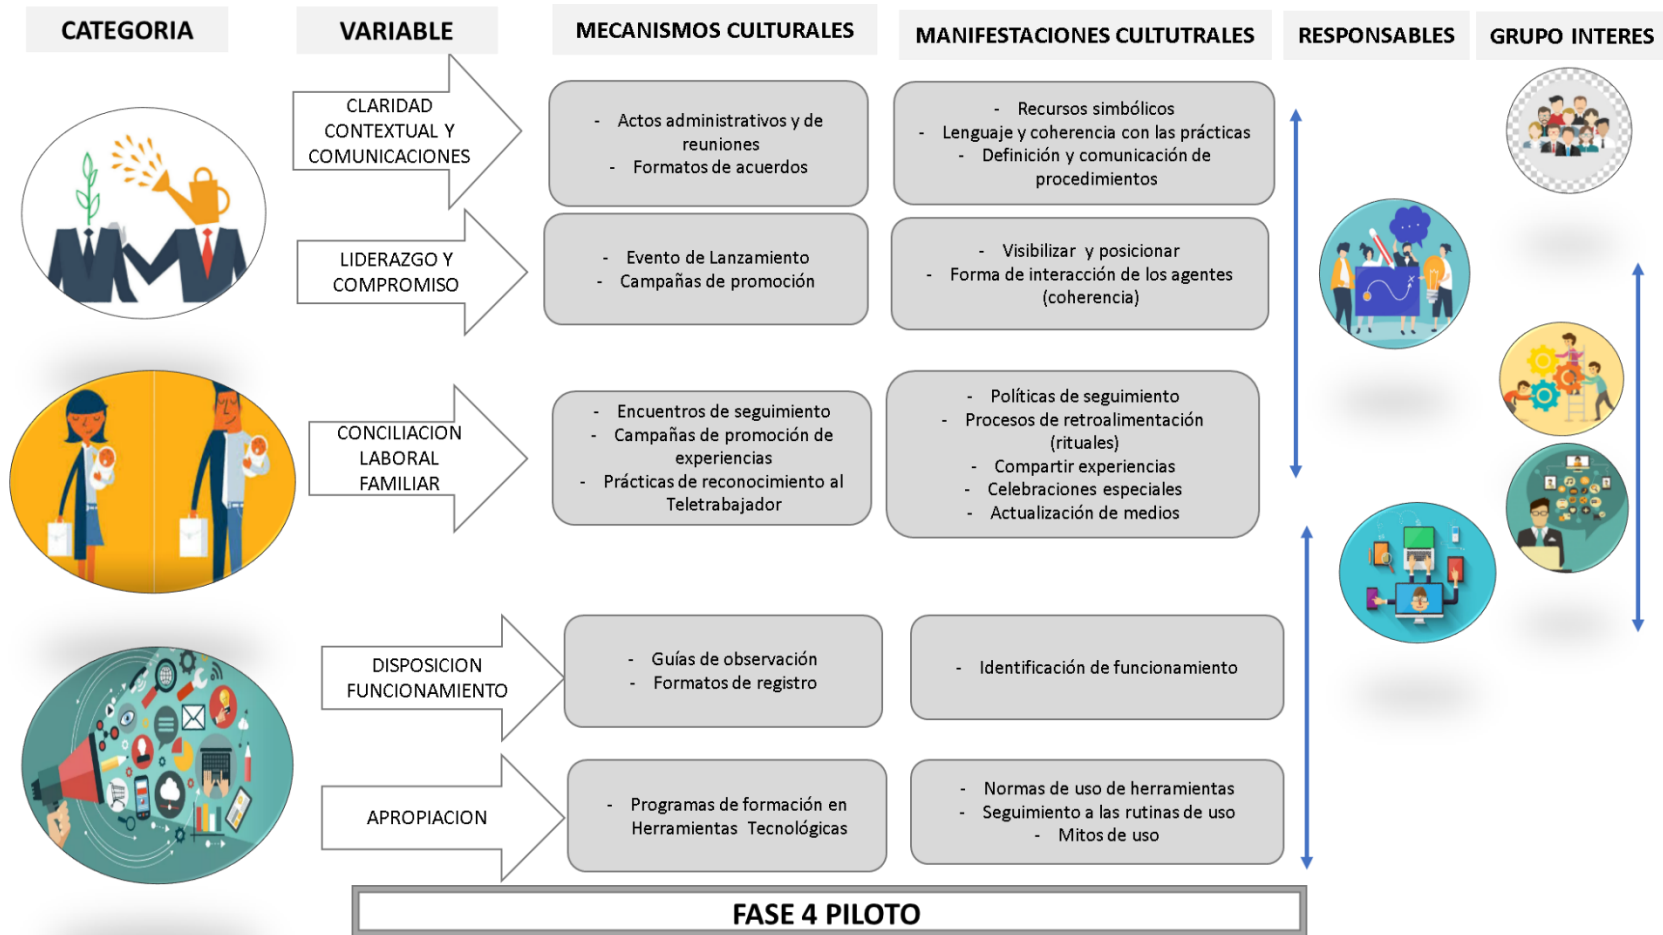 CATEGORIA
VARIABLE
MECANISMOS CULTURALES
MANIFESTACIONES CULTUTRALES
RESPONSABLES
GRUPO INTERES
CLARIDAD
CONTEXTUAL Y
COMUNICACIONES
- Actos administrativos y de
reuniones
- Formatos de acuerdos
- Recursos simbólicos
- Lenguaje y coherencia con las prácticas
- Definición y comunicación de
procedimientos
LIDERAZGO Y
COMPROMISO
- Evento de Lanzamiento
- Campañas de promoción
- Visibilizar y posicionar
- Forma de interacción de los agentes
(coherencia)
CONCILIACION
LABORAL
FAMILIAR
- Encuentros de seguimiento
- Campañas de promoción de
experiencias
- Prácticas de reconocimiento al
Teletrabajador
- Políticas de seguimiento
- Procesos de retroalimentación
(rituales)
- Compartir experiencias
- Celebraciones especiales
- Actualización de medios
DISPOSICION
FUNCIONAMIENTO
- Guías de observación
- Formatos de registro
- Identificación de funcionamiento
APROPIACION
- Programas de formación en
Herramientas Tecnológicas
- Normas de uso de herramientas
- Seguimiento a las rutinas de uso
- Mitos de uso
FASE 4 PILOTO